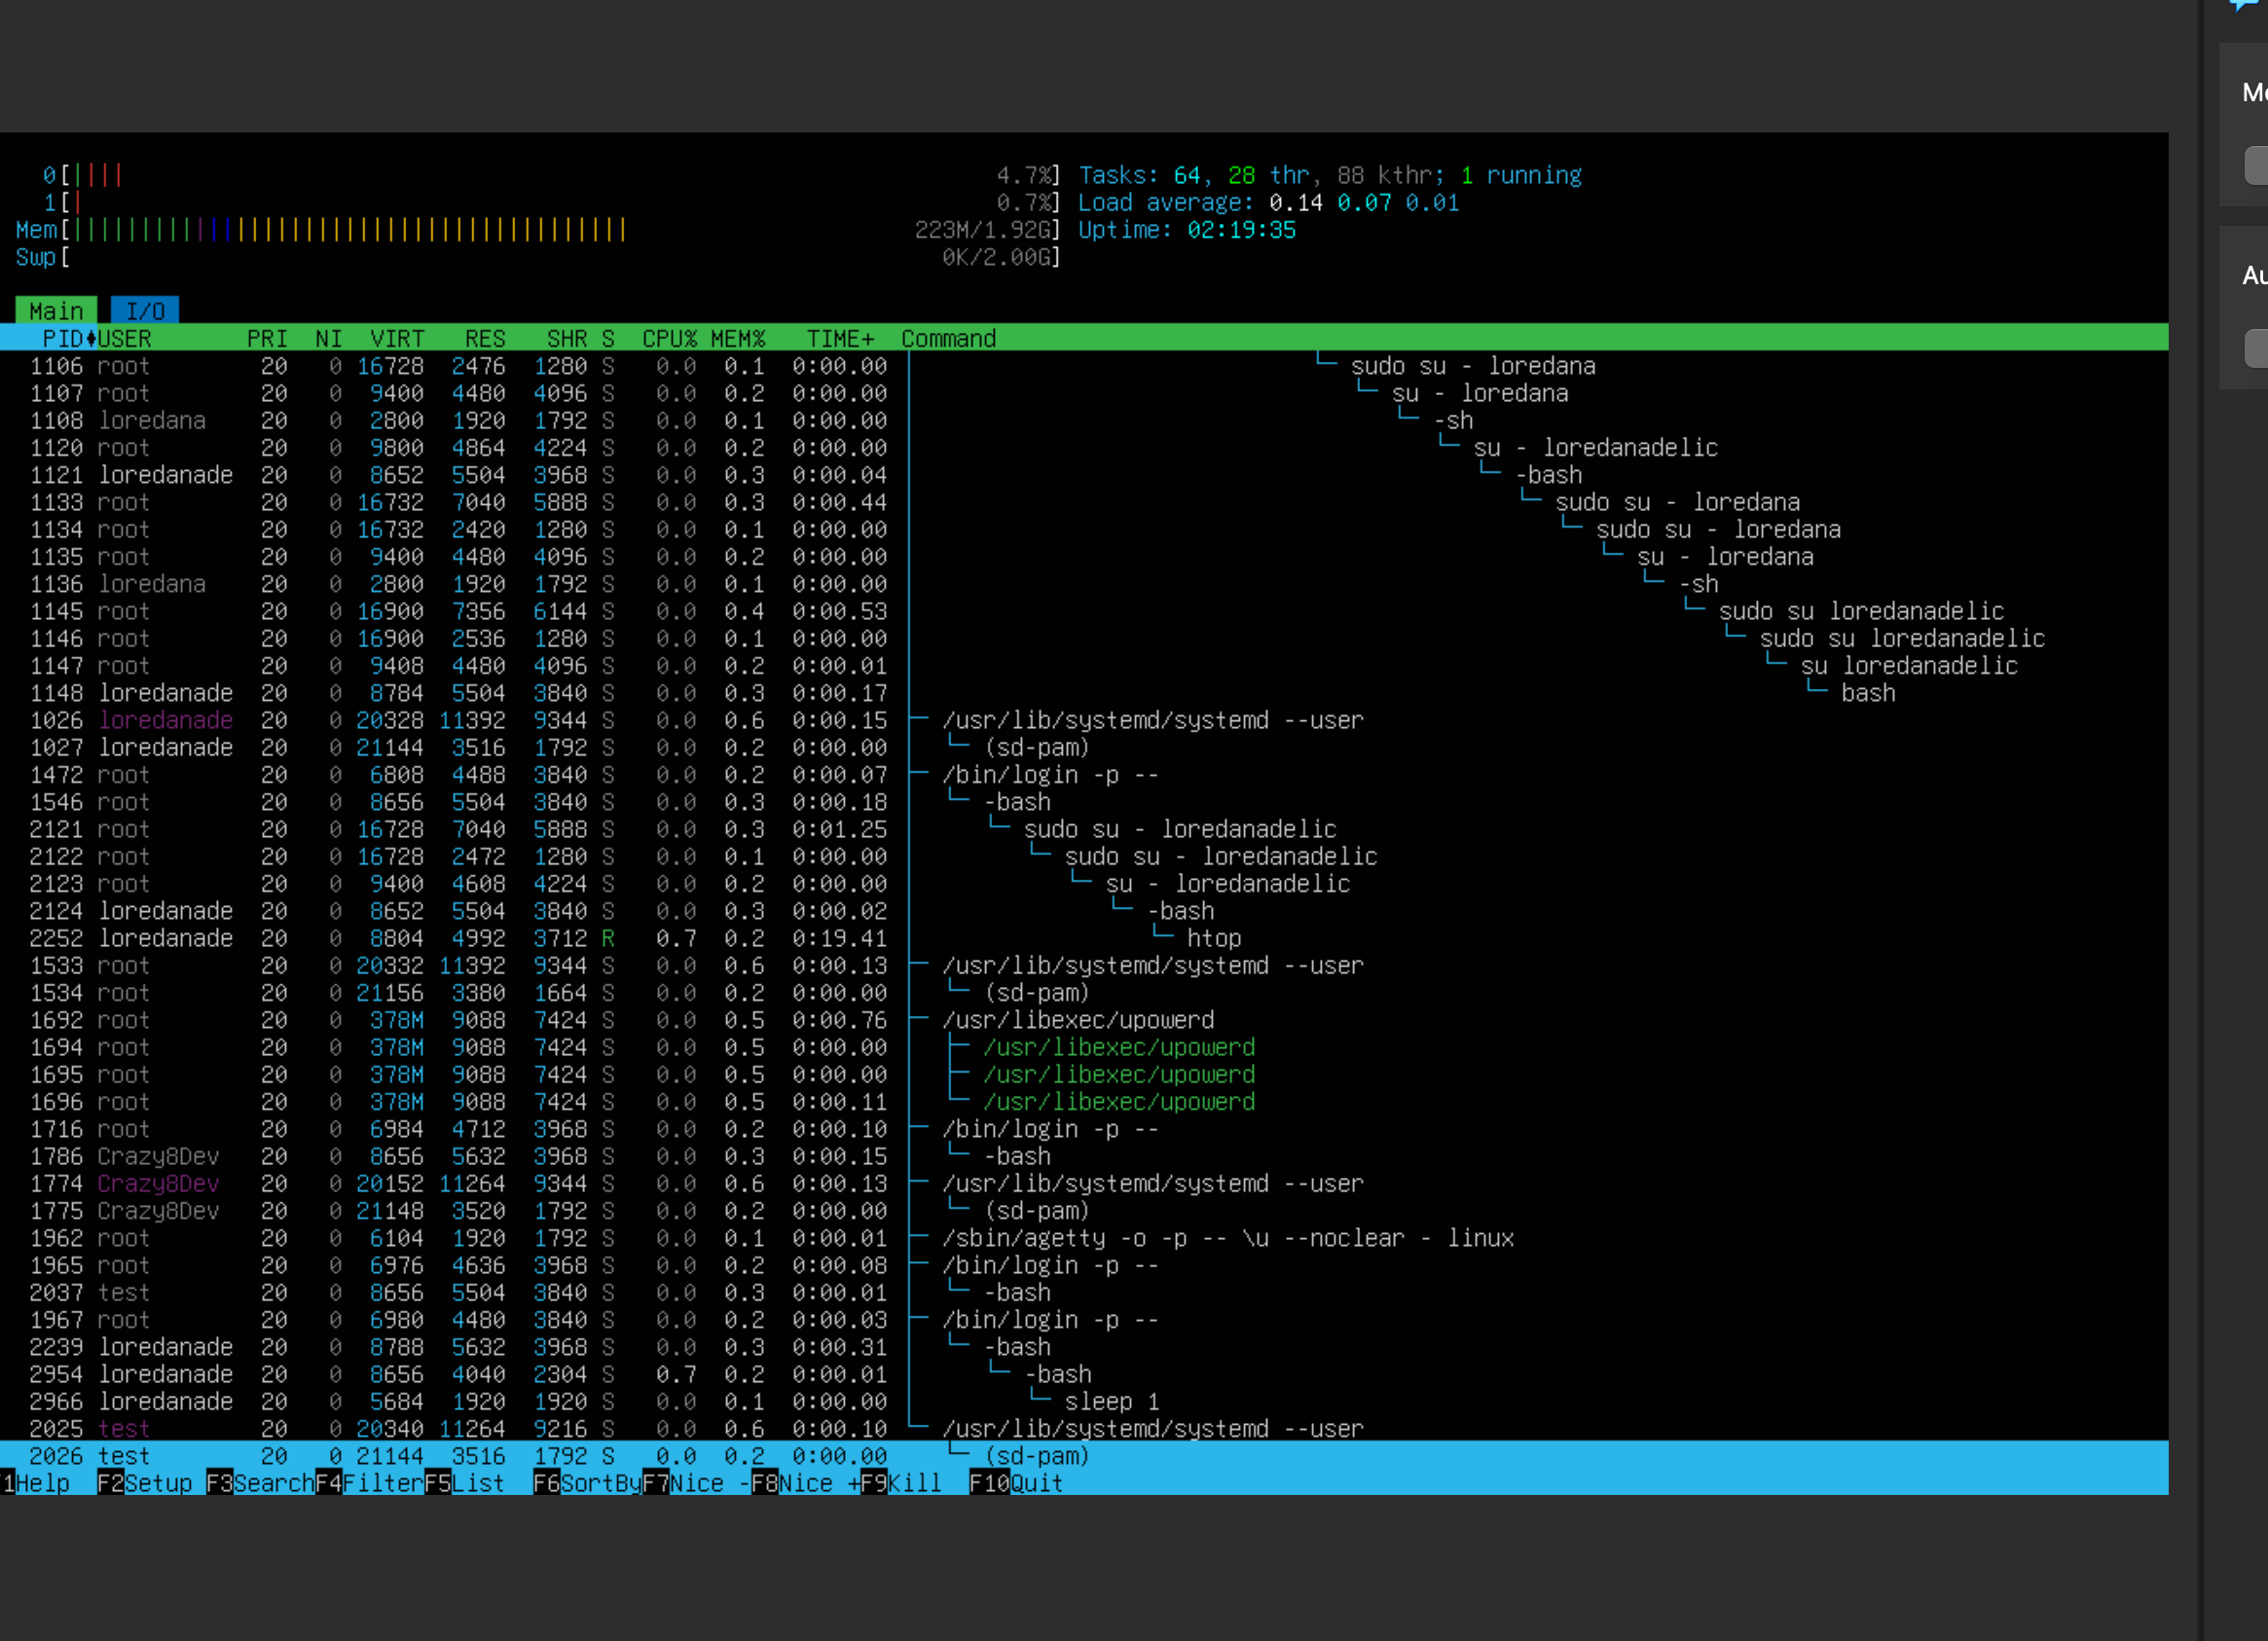 0[|||| 4.7%] Tasks: 64, 28 thr, 88 kthr; 1 running
1[| 0.7%] Load average: 0.14 0.07 0.01
Mem[||||||||||||||||||||||||||||||||||||||||| 223M/1.92G] Uptime: 02:19:35
Swp[ 0K/2.00G]
Main I/O
PID♦USER PRI NI VIRT RES SHR S CPU% MEM% TIME+ Command
1106 root 20 0 16728 2476 1280 S 0.0 0.1 0:00.00 └─ sudo su - loredana
1107 root 20 0 9400 4480 4096 S 0.0 0.2 0:00.00 └─ su - loredana
1108 loredana 20 0 2800 1920 1792 S 0.0 0.1 0:00.00 └─ -sh
1120 root 20 0 9800 4864 4224 S 0.0 0.2 0:00.00 └─ su - loredanadelic
1121 loredanade 20 0 8652 5504 3968 S 0.0 0.3 0:00.04 └─ -bash
1133 root 20 0 16732 7040 5888 S 0.0 0.3 0:00.44 └─ sudo su - loredana
1134 root 20 0 16732 2420 1280 S 0.0 0.1 0:00.00 └─ sudo su - loredana
1135 root 20 0 9400 4480 4096 S 0.0 0.2 0:00.00 └─ su - loredana
1136 loredana 20 0 2800 1920 1792 S 0.0 0.1 0:00.00 └─ -sh
1145 root 20 0 16900 7356 6144 S 0.0 0.4 0:00.53 └─ sudo su loredanadelic
1146 root 20 0 16900 2536 1280 S 0.0 0.1 0:00.00 └─ sudo su loredanadelic
1147 root 20 0 9408 4480 4096 S 0.0 0.2 0:00.01 └─ su loredanadelic
1148 loredanade 20 0 8784 5504 3840 S 0.0 0.3 0:00.17 └─ bash
1026 loredanade 20 0 20328 11392 9344 S 0.0 0.6 0:00.15 ├─ /usr/lib/systemd/systemd --user
1027 loredanade 20 0 21144 3516 1792 S 0.0 0.2 0:00.00 └─ (sd-pam)
1472 root 20 0 6808 4488 3840 S 0.0 0.2 0:00.07 ├─ /bin/login -p --
1546 root 20 0 8656 5504 3840 S 0.0 0.3 0:00.18 └─ -bash
2121 root 20 0 16728 7040 5888 S 0.0 0.3 0:01.25 └─ sudo su - loredanadelic
2122 root 20 0 16728 2472 1280 S 0.0 0.1 0:00.00 └─ sudo su - loredanadelic
2123 root 20 0 9400 4608 4224 S 0.0 0.2 0:00.00 └─ su - loredanadelic
2124 loredanade 20 0 8652 5504 3840 S 0.0 0.3 0:00.02 └─ -bash
2252 loredanade 20 0 8804 4992 3712 R 0.7 0.2 0:19.41 └─ htop
1533 root 20 0 20332 11392 9344 S 0.0 0.6 0:00.13 ├─ /usr/lib/systemd/systemd --user
1534 root 20 0 21156 3380 1664 S 0.0 0.2 0:00.00 └─ (sd-pam)
1692 root 20 0 378M 9088 7424 S 0.0 0.5 0:00.76 ├─ /usr/libexec/upowerd
1694 root 20 0 378M 9088 7424 S 0.0 0.5 0:00.00 ├─ /usr/libexec/upowerd
1695 root 20 0 378M 9088 7424 S 0.0 0.5 0:00.00 ├─ /usr/libexec/upowerd
1696 root 20 0 378M 9088 7424 S 0.0 0.5 0:00.11 └─ /usr/libexec/upowerd
1716 root 20 0 6984 4712 3968 S 0.0 0.2 0:00.10 ├─ /bin/login -p --
1786 Crazy8Dev 20 0 8656 5632 3968 S 0.0 0.3 0:00.15 └─ -bash
1774 Crazy8Dev 20 0 20152 11264 9344 S 0.0 0.6 0:00.13 ├─ /usr/lib/systemd/systemd --user
1775 Crazy8Dev 20 0 21148 3520 1792 S 0.0 0.2 0:00.00 └─ (sd-pam)
1962 root 20 0 6104 1920 1792 S 0.0 0.1 0:00.01 ├─ /sbin/agetty -o -p -- \u --noclear - linux
1965 root 20 0 6976 4636 3968 S 0.0 0.2 0:00.08 ├─ /bin/login -p --
2037 test 20 0 8656 5504 3840 S 0.0 0.3 0:00.01 └─ -bash
1967 root 20 0 6980 4480 3840 S 0.0 0.2 0:00.03 ├─ /bin/login -p --
2239 loredanade 20 0 8788 5632 3968 S 0.0 0.3 0:00.31 └─ -bash
2954 loredanade 20 0 8656 4040 2304 S 0.7 0.2 0:00.01 └─ -bash
2966 loredanade 20 0 5684 1920 1920 S 0.0 0.1 0:00.00 └─ sleep 1
2025 test 20 0 20340 11264 9216 S 0.0 0.6 0:00.10 └─ /usr/lib/systemd/systemd --user
2026 test 20 0 21144 3516 1792 S 0.0 0.2 0:00.00 └─ (sd-pam)
1Help F2Setup F3SearchF4FilterF5List F6SortByF7Nice -F8Nice +F9Kill F10Quit